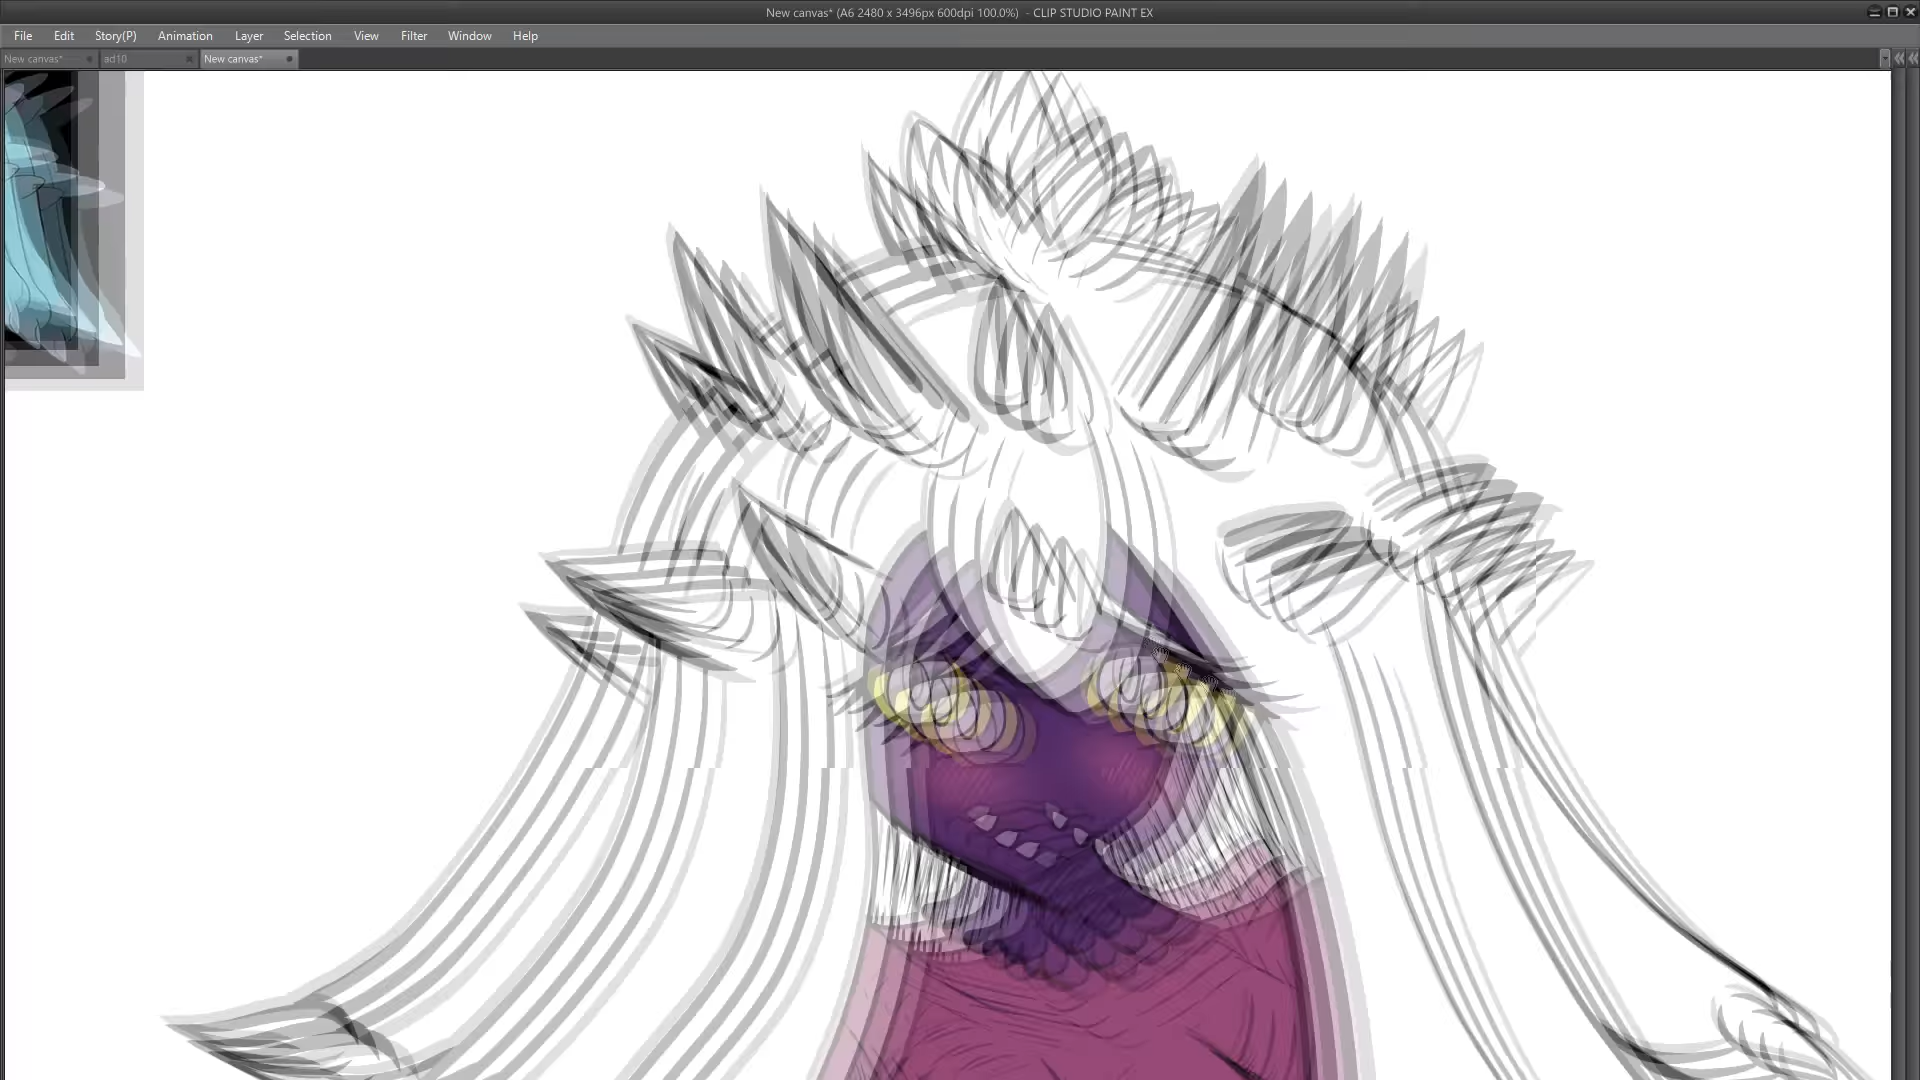 New canvas* (A6 2480 x 3496px 600dpi 100.0%)  - CLIP STUDIO PAINT EX
File Edit Story(P) Animation Layer Selection View Filter Window Help
New canvas* ad10 New canvas*